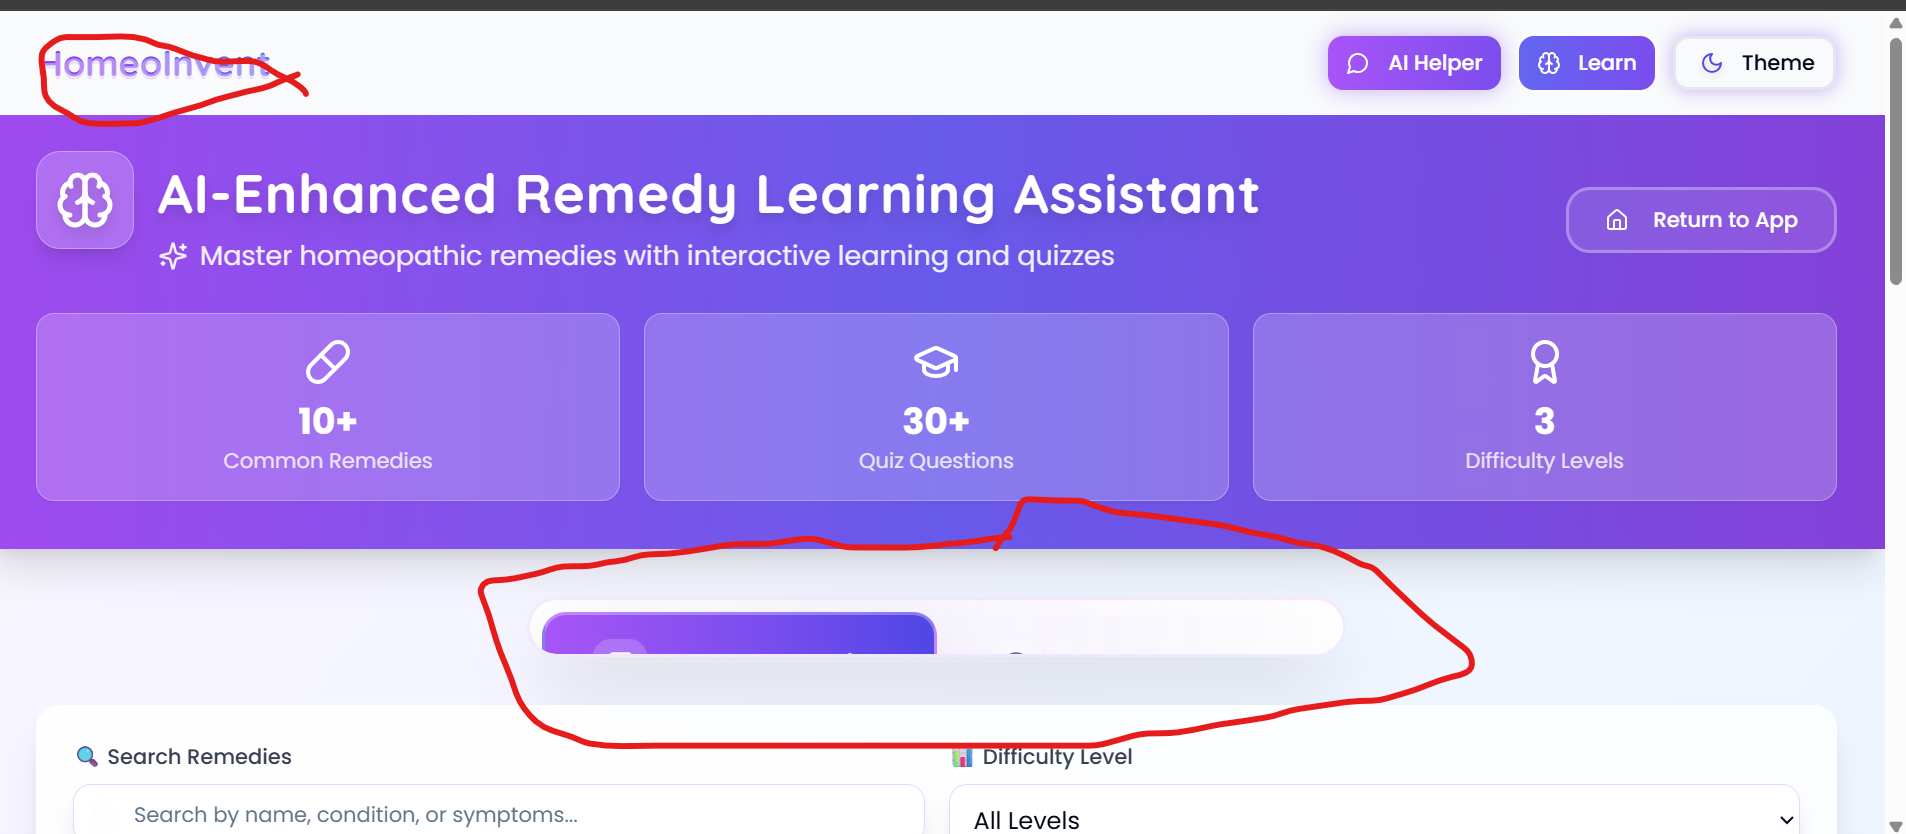 HomeoInvent
AI Helper
Learn
Theme
AI-Enhanced Remedy Learning Assistant
Master homeopathic remedies with interactive learning and quizzes
Return to App
10+
Common Remedies
30+
Quiz Questions
3
Difficulty Levels
Search Remedies
Difficulty Level
Search by name, condition, or symptoms...
All Levels